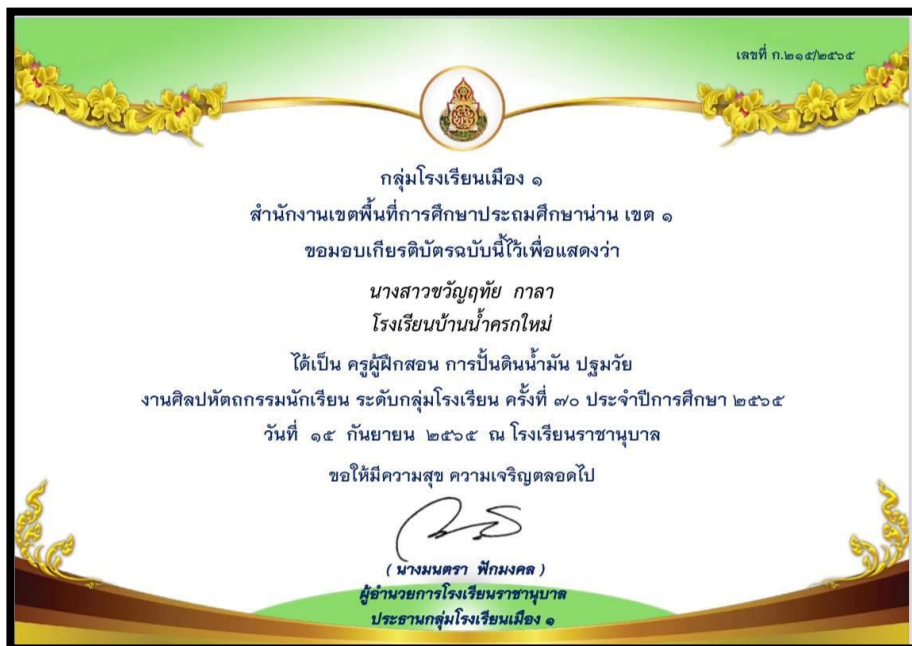 เลขที่ ก.๒๑๕/๒๕๖๕
กลุ่มโรงเรียนเมือง ๑
สำนักงานเขตพื้นที่การศึกษาประถมศึกษาน่าน เขต ๑
ขอมอบเกียรติบัตรฉบับนี้ไว้เพื่อแสดงว่า
นางสาวขวัญฤทัย กาลา
โรงเรียนบ้านน้ำครกใหม่
ได้เป็น ครูผู้ฝึกสอน การปั้นดินน้ำมัน ปฐมวัย
งานศิลปหัตถกรรมนักเรียน ระดับกลุ่มโรงเรียน ครั้งที่ ๗๐ ประจำปีการศึกษา ๒๕๖๕
วันที่ ๑๕ กันยายน ๒๕๖๕ ณ โรงเรียนราชานุบาล
ขอให้มีความสุข ความเจริญตลอดไป
( นางมนตรา ฟักมงคล )
ผู้อำนวยการโรงเรียนราชานุบาล
ประธานกลุ่มโรงเรียนเมือง ๑